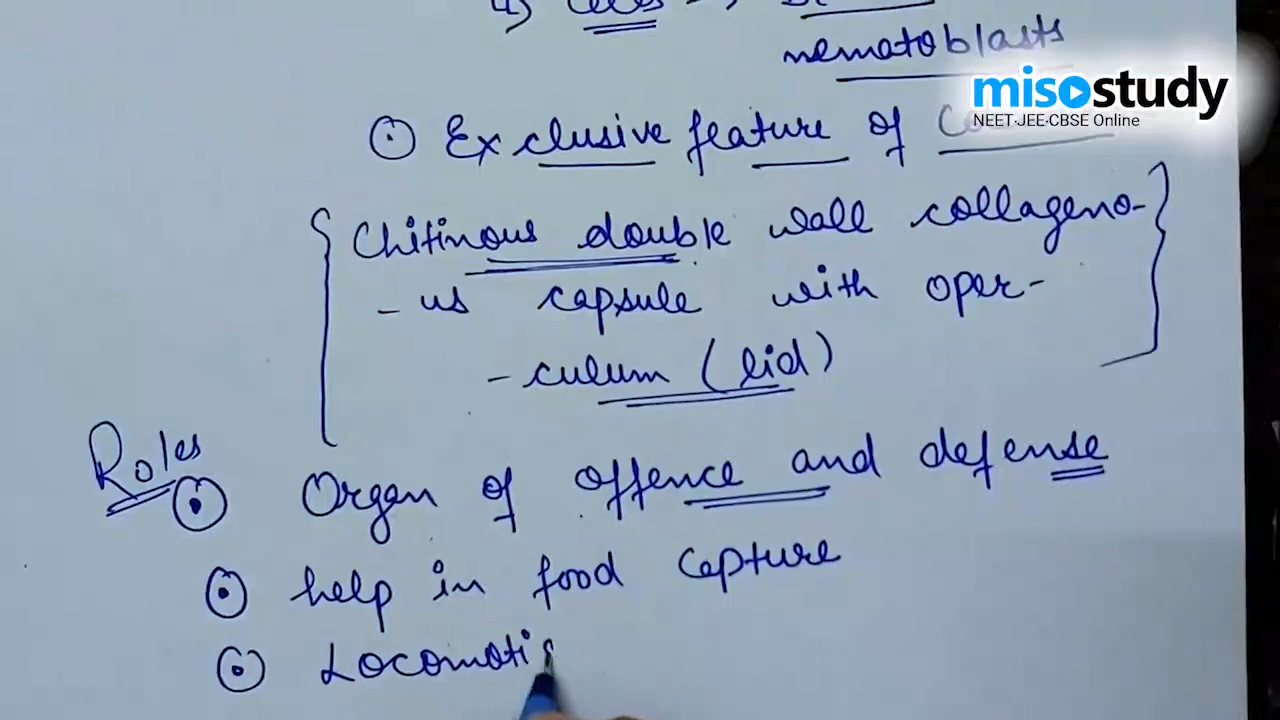 nematoblasts
misostudy
NEET·JEE·CBSE Online
⊙ Exclusive feature of
Chitinous double wall collageno-
- us capsule with oper-
- culum (lid)
Roles
⊙ Organ of offence and defense
⊙ help in food capture
⊙ Locomoti